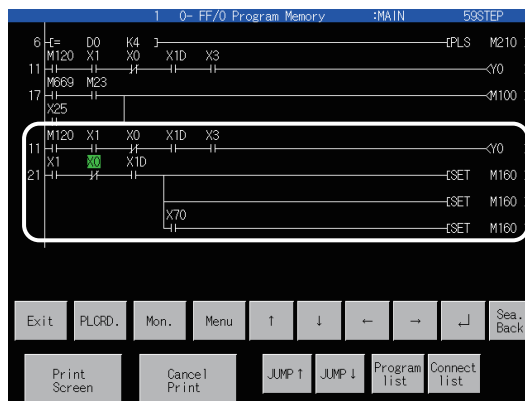 1 0- FF/0 Program Memory :MAIN 59STEP
6 [= D0 K4 ] [PLS M210
M120 X1 X0 X1D X3
11 <Y0
M669 M23
17 <M100
X25
M120 X1 X0 X1D X3
11 <Y0
X1 X0 X1D
21 [SET M160
[SET M160
X70
[SET M160
Exit PLCRD. Mon. Menu ↑ ↓ ← → ↵ Sea. Back
Print Screen Cancel Print JUMP↑ JUMP↓ Program list Connect list